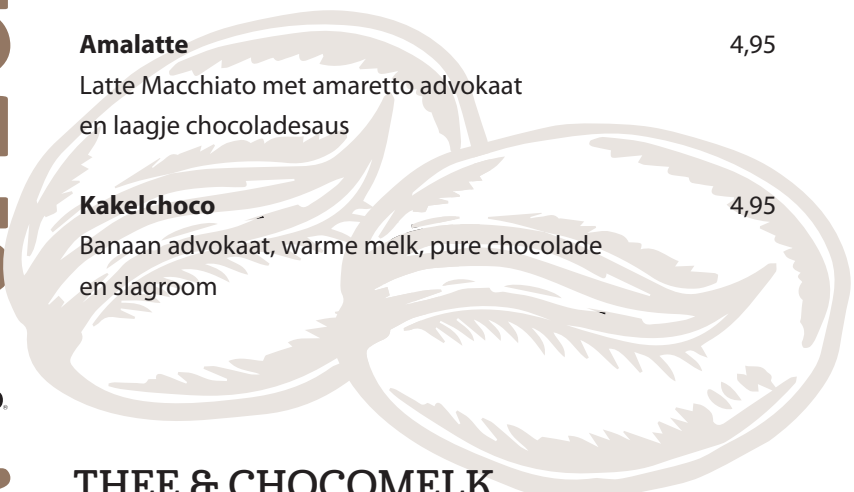 Amalatte 4,95
Latte Macchiato met amaretto advokaat
en laagje chocoladesaus
Kakelchoco 4,95
Banaan advokaat, warme melk, pure chocolade
en slagroom
THEE & CHOCOMELK